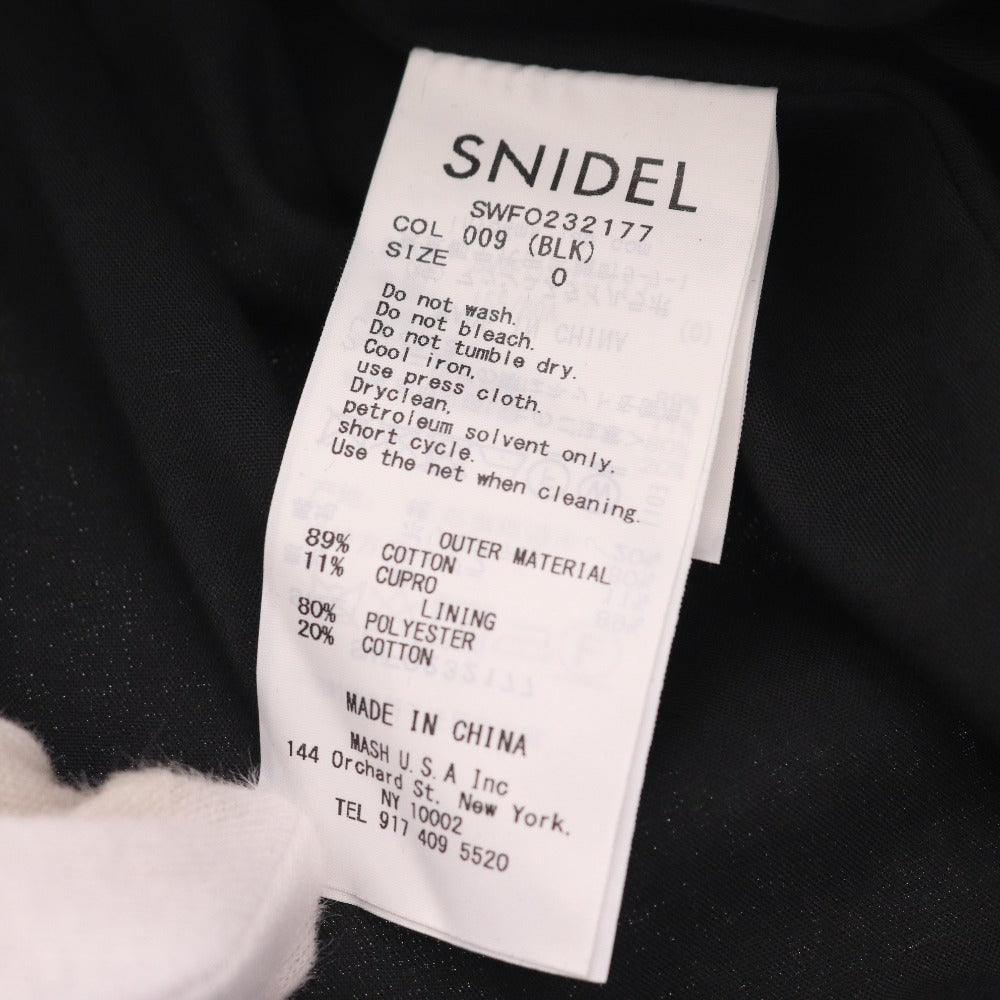 SNIDEL
SWFO232177
COL 009 (BLK)
SIZE 0
Do not wash.
Do not bleach.
Do not tumble dry.
Cool iron,
use press cloth.
Dryclean,
petroleum solvent only.
short cycle.
Use the net when cleaning.
OUTER MATERIAL
89% COTTON
11% CUPRO
LINING
80% POLYESTER
20% COTTON
MADE IN CHINA
MASH U.S.A Inc
144 Orchard St. New York.
NY 10002
TEL 917 409 5520